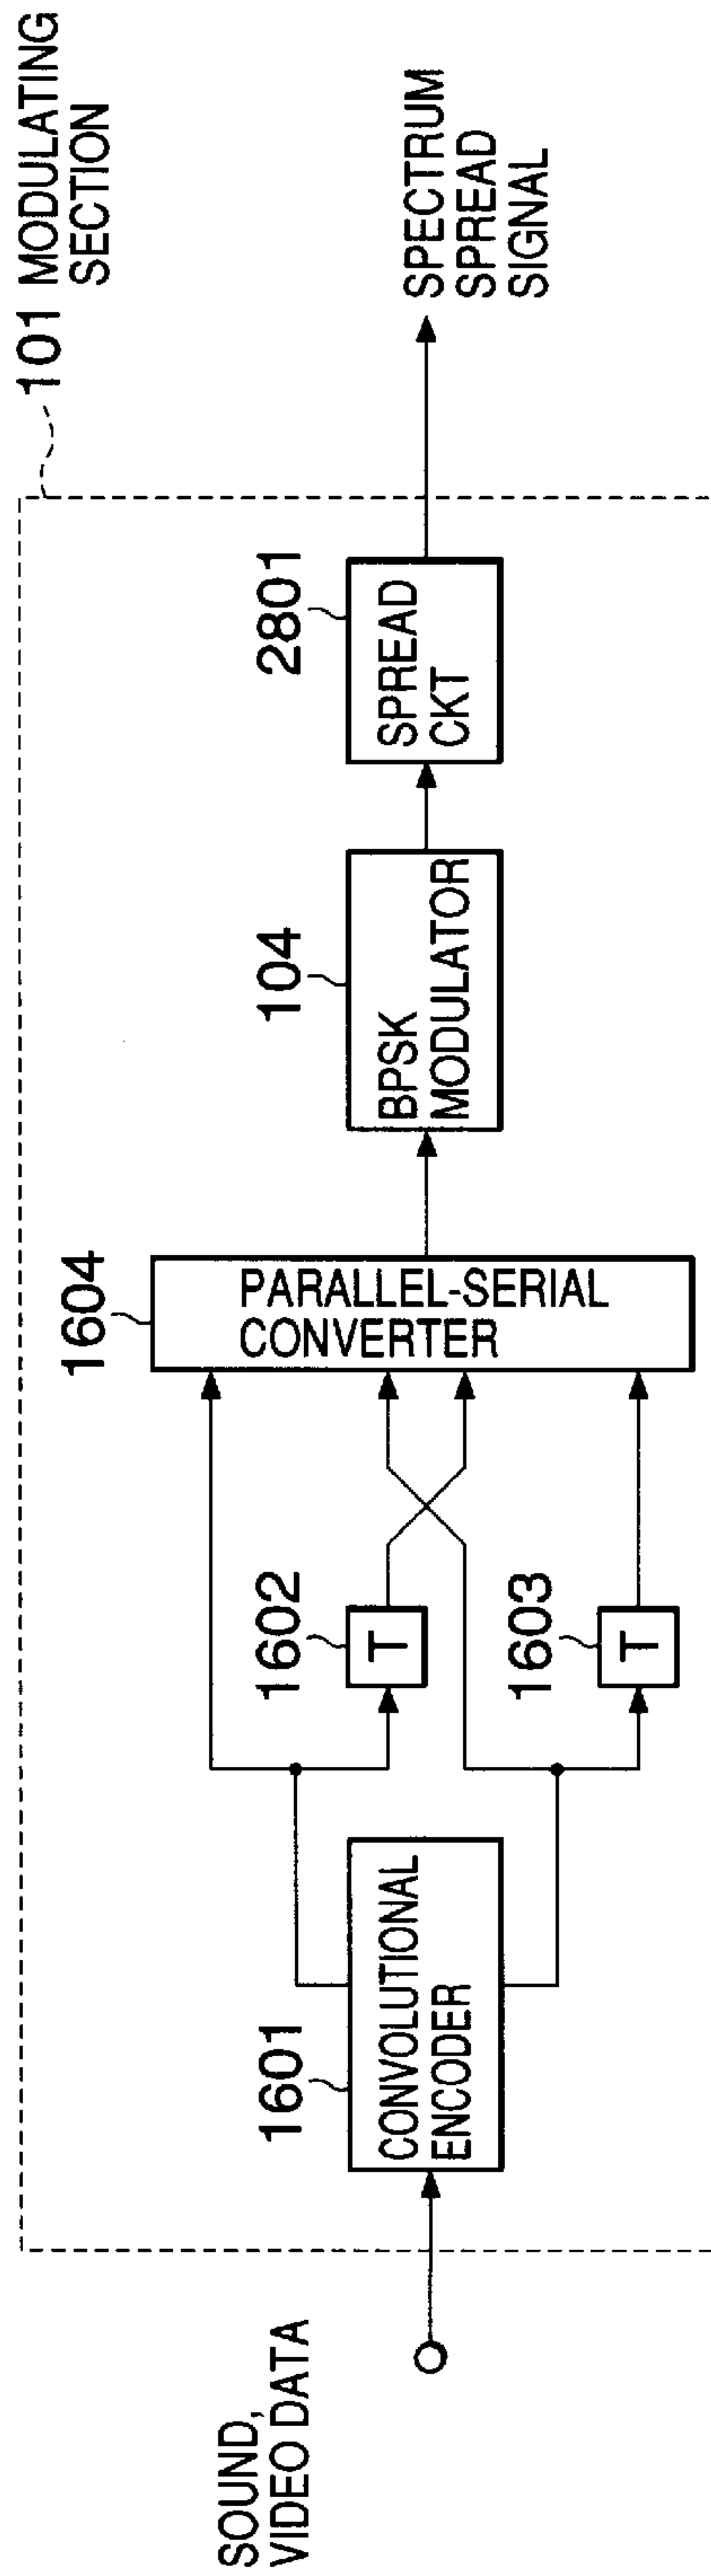 101 MODULATING
SECTION
SOUND,
VIDEO DATA
1601
CONVOLUTIONAL
ENCODER
1602
T
1603
T
1604
PARALLEL-SERIAL
CONVERTER
104
BPSK
MODULATOR
2801
SPREAD
CKT
SPECTRUM
SPREAD
SIGNAL